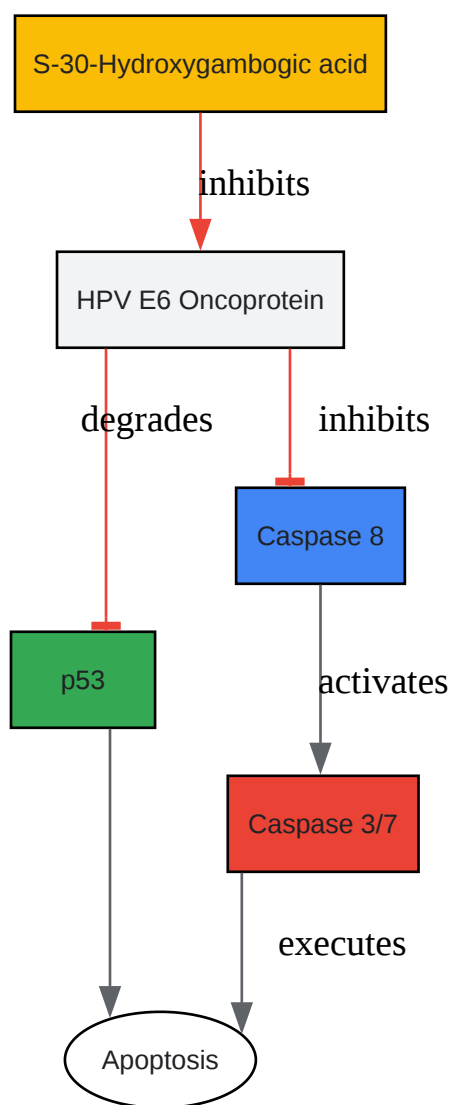 S-30-Hydroxygambogic acid
inhibits
HPV E6 Oncoprotein
degrades
inhibits
Caspase 8
p53
activates
Caspase 3/7
executes
Apoptosis